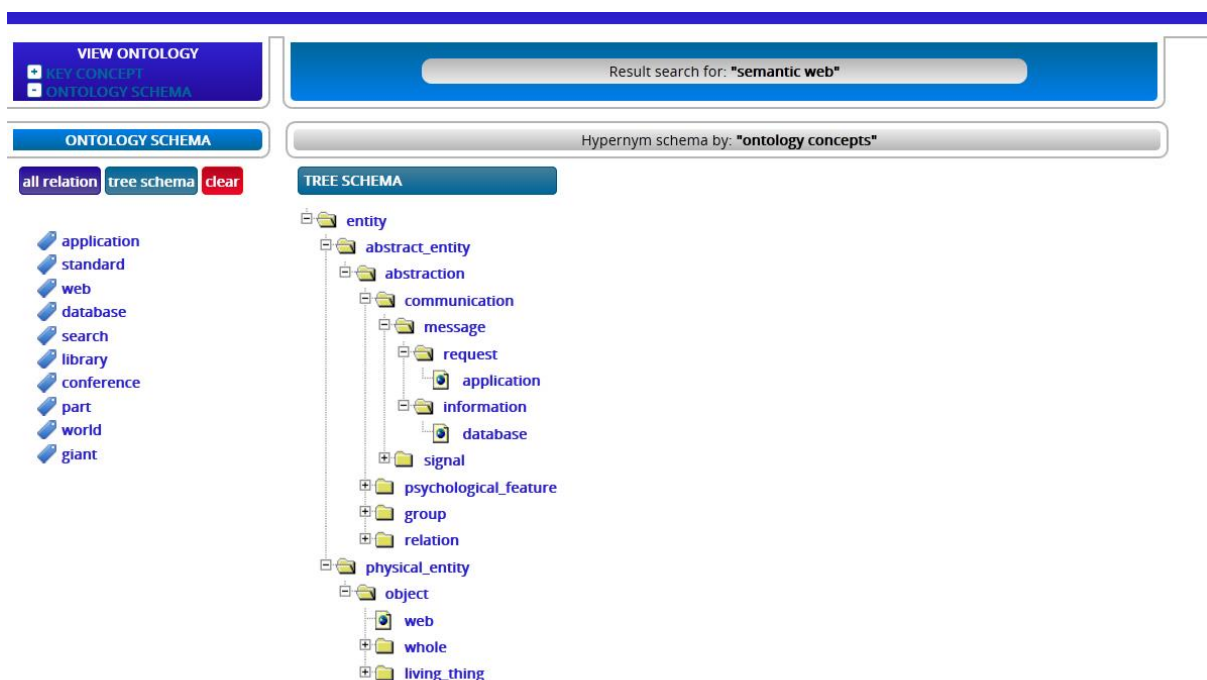 VIEW ONTOLOGY
KEY CONCEPT
ONTOLOGY SCHEMA
Result search for: "semantic web"
ONTOLOGY SCHEMA
Hypernym schema by: "ontology concepts"
all relation tree schema clear
TREE SCHEMA
application
standard
web
database
search
library
conference
part
world
giant
entity
abstract_entity
abstraction
communication
message
request
application
information
database
signal
psychological_feature
group
relation
physical_entity
object
web
whole
living_thing